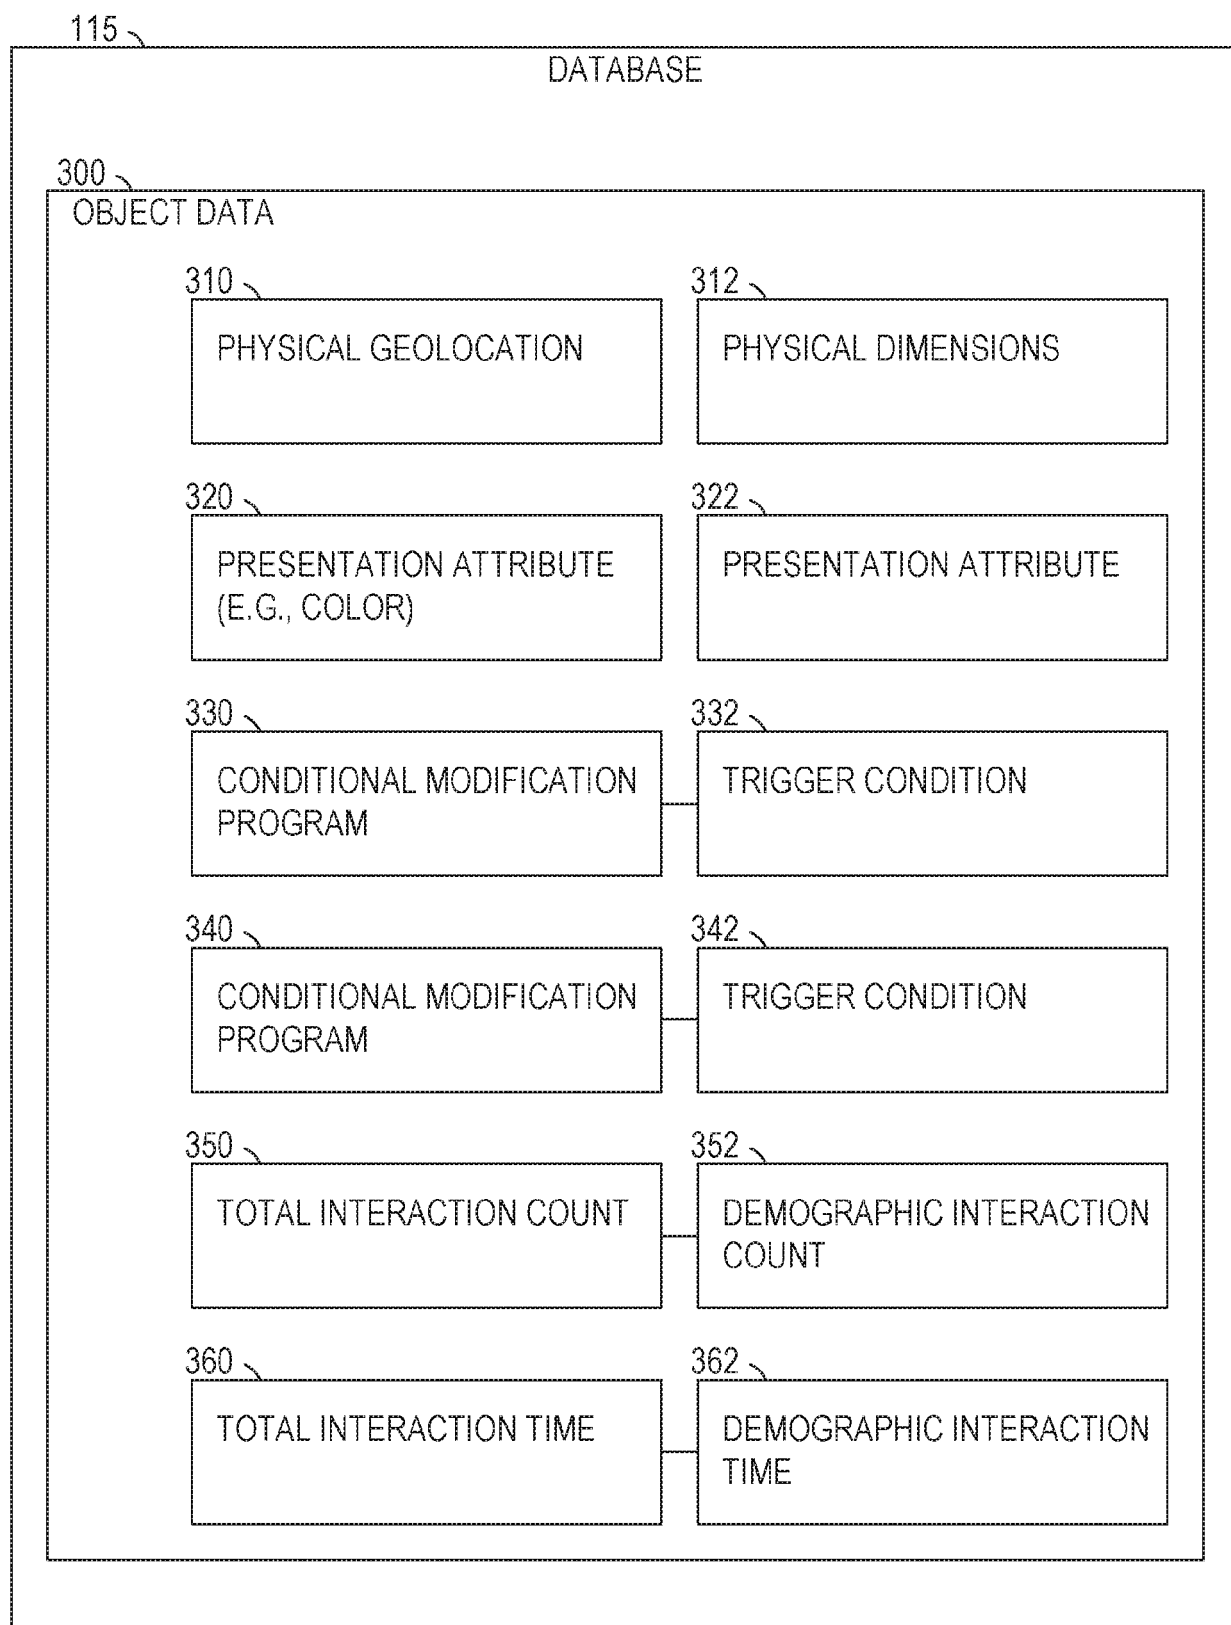 115
DATABASE
300
OBJECT DATA
310
312
PHYSICAL GEOLOCATION
PHYSICAL DIMENSIONS
320
322
PRESENTATION ATTRIBUTE
(E.G., COLOR)
PRESENTATION ATTRIBUTE
330
332
CONDITIONAL MODIFICATION
PROGRAM
TRIGGER CONDITION
340
342
CONDITIONAL MODIFICATION
PROGRAM
TRIGGER CONDITION
350
352
TOTAL INTERACTION COUNT
DEMOGRAPHIC INTERACTION
COUNT
360
362
TOTAL INTERACTION TIME
DEMOGRAPHIC INTERACTION
TIME